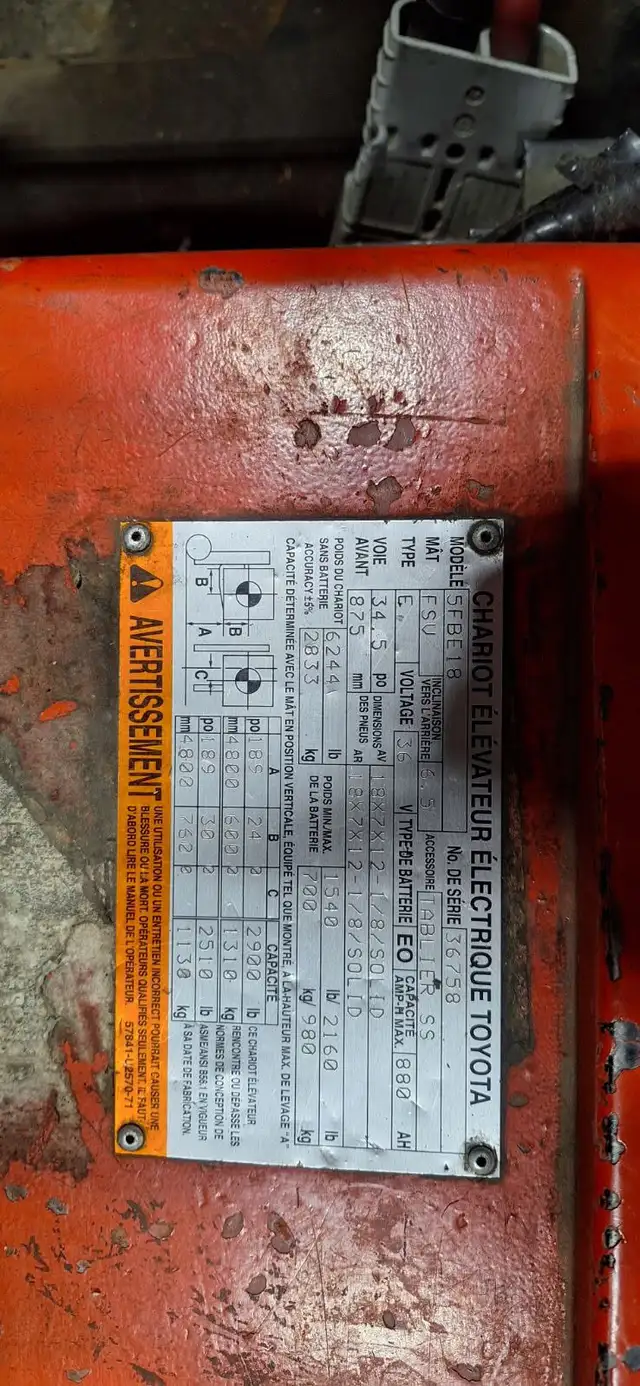 CHARIOT ÉLÉVATEUR ÉLECTRIQUE TOYOTA
MODÈLE 5FBE18 No. DE SÉRIE 36758
MÂT FSV INCLINAISON VERS L'ARRIÈRE 6.5 ACCESSOIRE TABLIER SS
TYPE E VOLTAGE 36 V TYPE DE BATTERIE EO CAPACITÉ AMP-H MAX. 880 AH
VOIE 34.5 po DIMENSIONS AV 18X7X12-1/8/SOLID
AVANT 875 mm DES PNEUS AR 18X7X12-1/8/SOLID
POIDS DU CHARIOT 6244 lb POIDS MIN/MAX. 1540 lb/ 2160 lb
SANS BATTERIE
ACCURACY ±5% 2833 kg DE LA BATTERIE 700 kg/ 980 kg
CAPACITÉ DÉTERMINÉE AVEC LE MÂT EN POSITION VERTICALE, ÉQUIPÉ TEL QUE MONTRÉ, À LA HAUTEUR MAX. DE LEVAGE "A"
A B C CAPACITÉ
po 189 24 0 2900 lb
mm 4800 600 0 1310 kg
po 189 30 0 2510 lb
mm 4800 762 0 1130 kg
B B A C
CE CHARIOT ÉLEVATEUR
RENCONTRE OU DÉPASSE LES
NORMES DE CONCEPTION DE
ASME/ANSI B56.1 EN VIGUEUR
À SA DATE DE FABRICATION.
AVERTISSEMENT
UNE UTILISATION OU UN ENTRETIEN INCORRECT POURRAIT CAUSER UNE
BLESSURE OU LA MORT. OPÉRATEURS QUALIFIÉS SEULEMENT. IL FAUT
D'ABORD LIRE LE MANUEL DE L'OPÉRATEUR. 57841-U2570-71